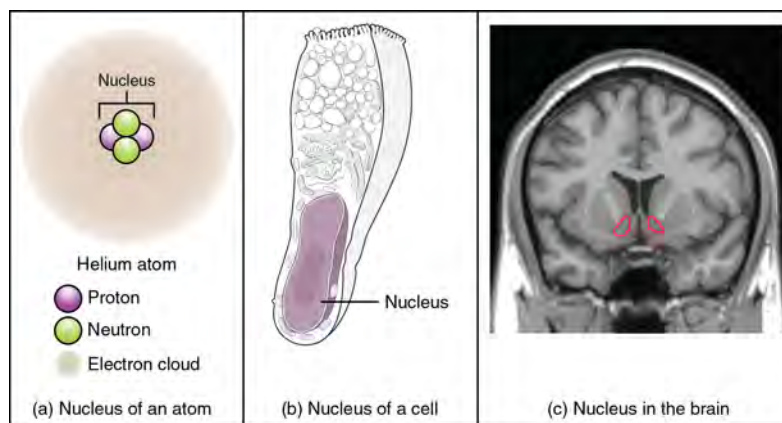 Nucleus
Helium atom
Proton
Neutron
Electron cloud
(a) Nucleus of an atom
Nucleus
(b) Nucleus of a cell
(c) Nucleus in the brain